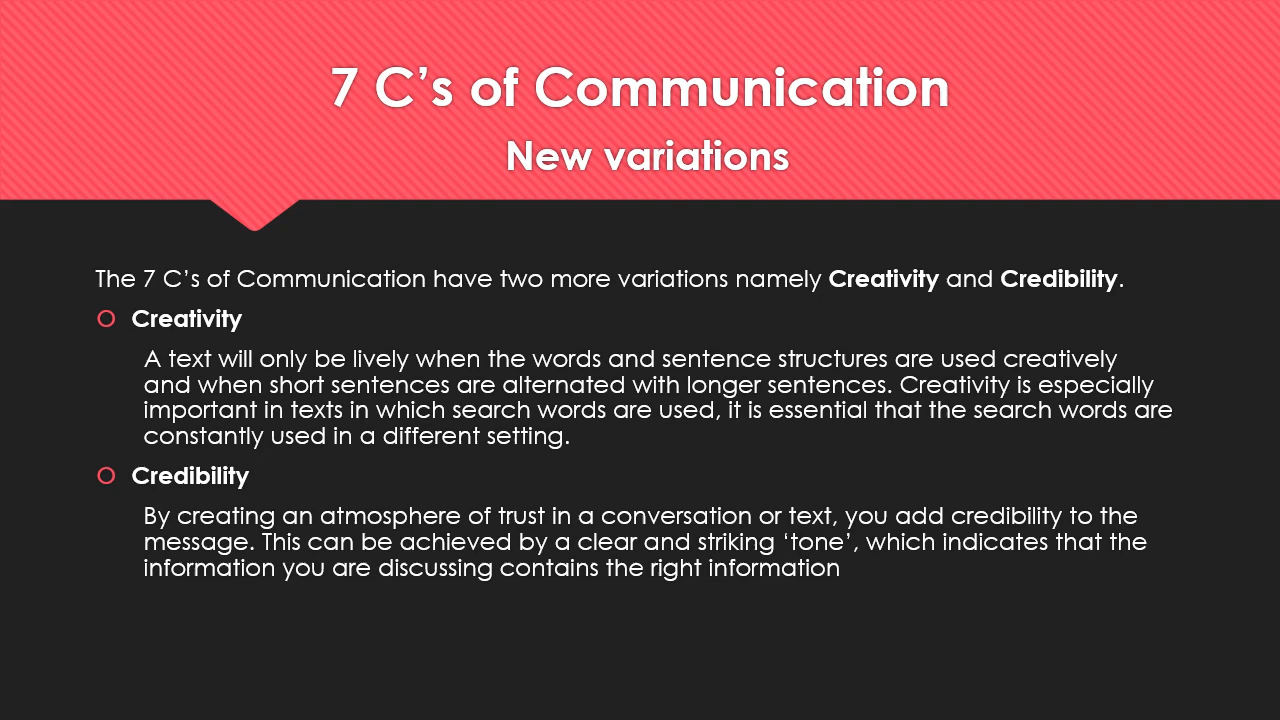 7 C’s of Communication
New variations
The 7 C’s of Communication have two more variations namely Creativity and Credibility.
Creativity
A text will only be lively when the words and sentence structures are used creatively
and when short sentences are alternated with longer sentences. Creativity is especially
important in texts in which search words are used, it is essential that the search words are
constantly used in a different setting.
Credibility
By creating an atmosphere of trust in a conversation or text, you add credibility to the
message. This can be achieved by a clear and striking ‘tone’, which indicates that the
information you are discussing contains the right information